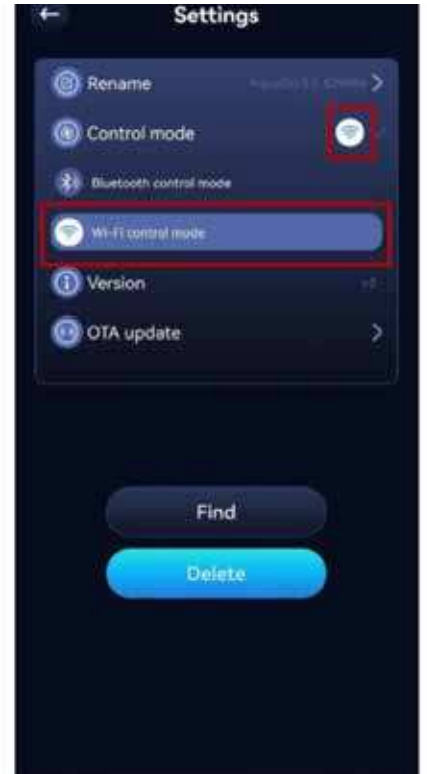 Settings
Rename
Control mode
Bluetooth control mode
Wi-Fi control mode
Version
OTA update
Find
Delete